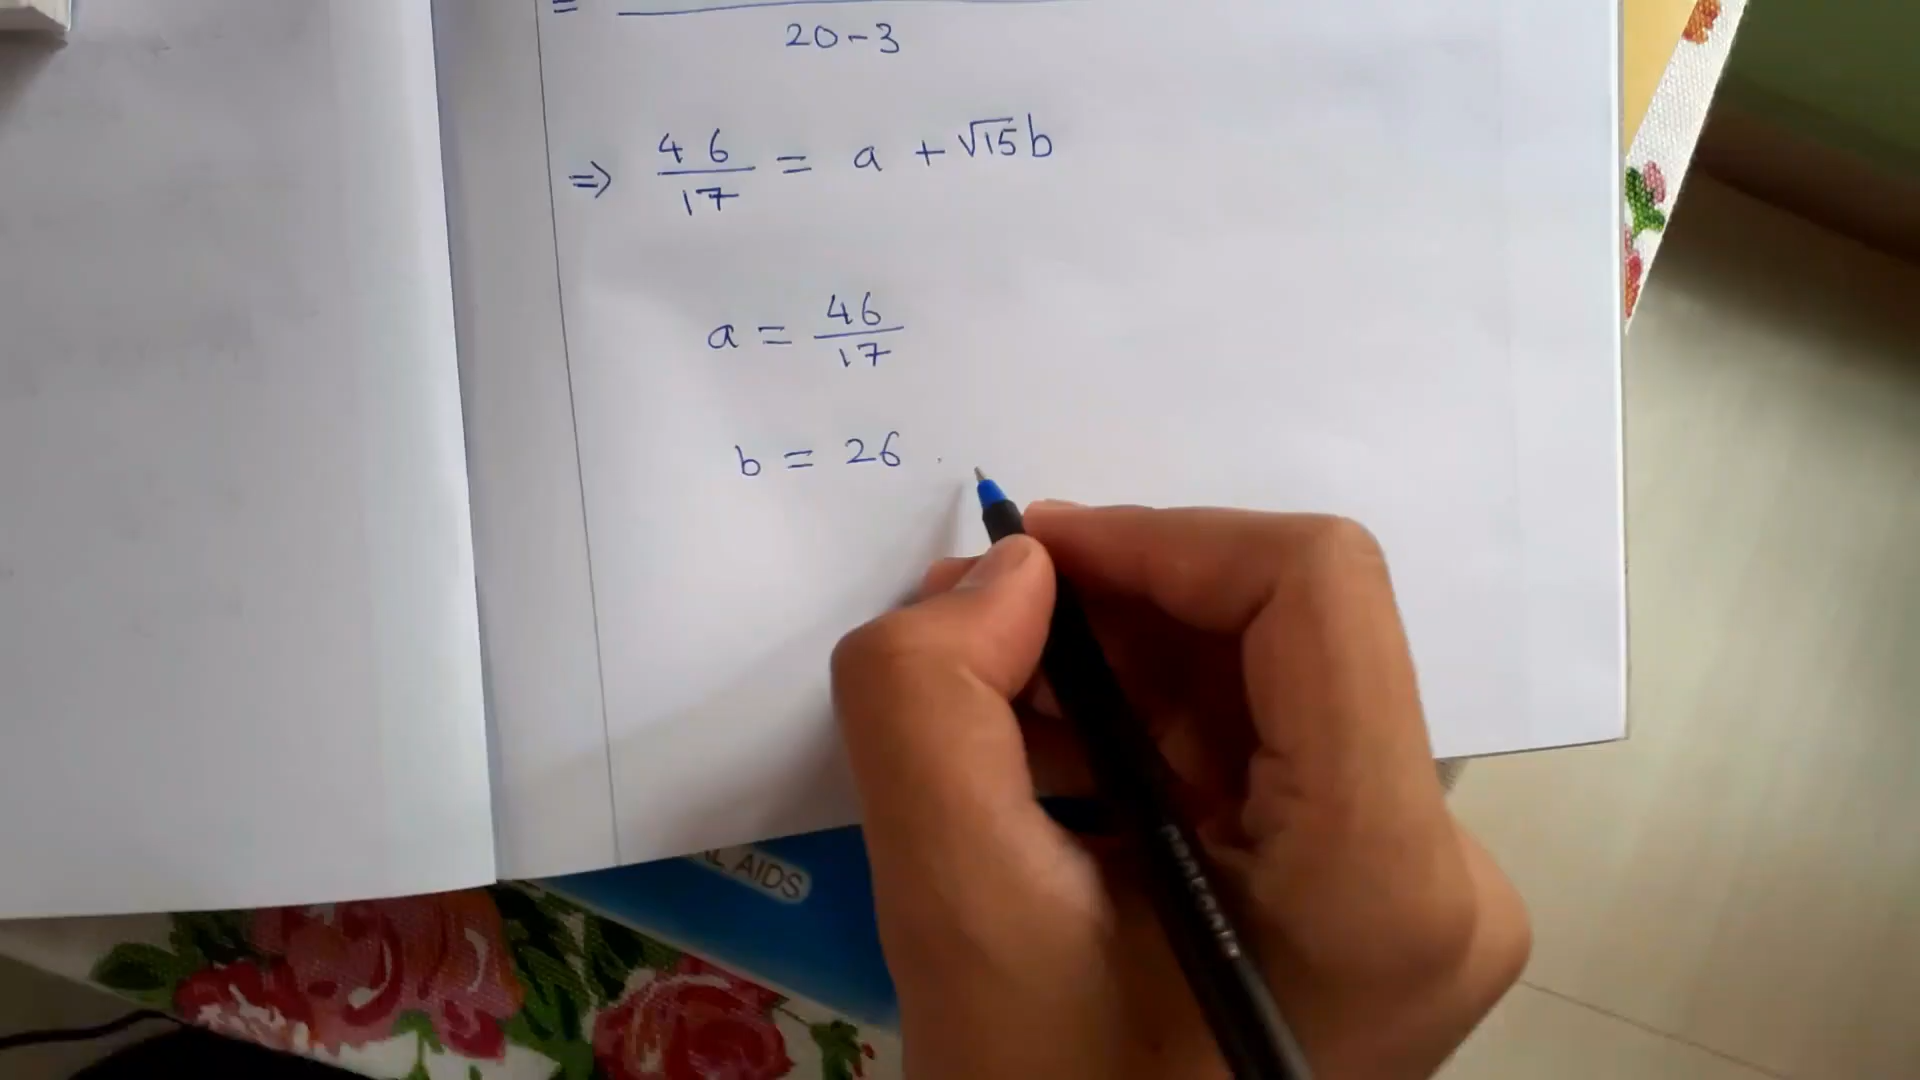 =
20-3
⇒ 46/17 = a + √15 b
a = 46/17
b = 26
AIDS